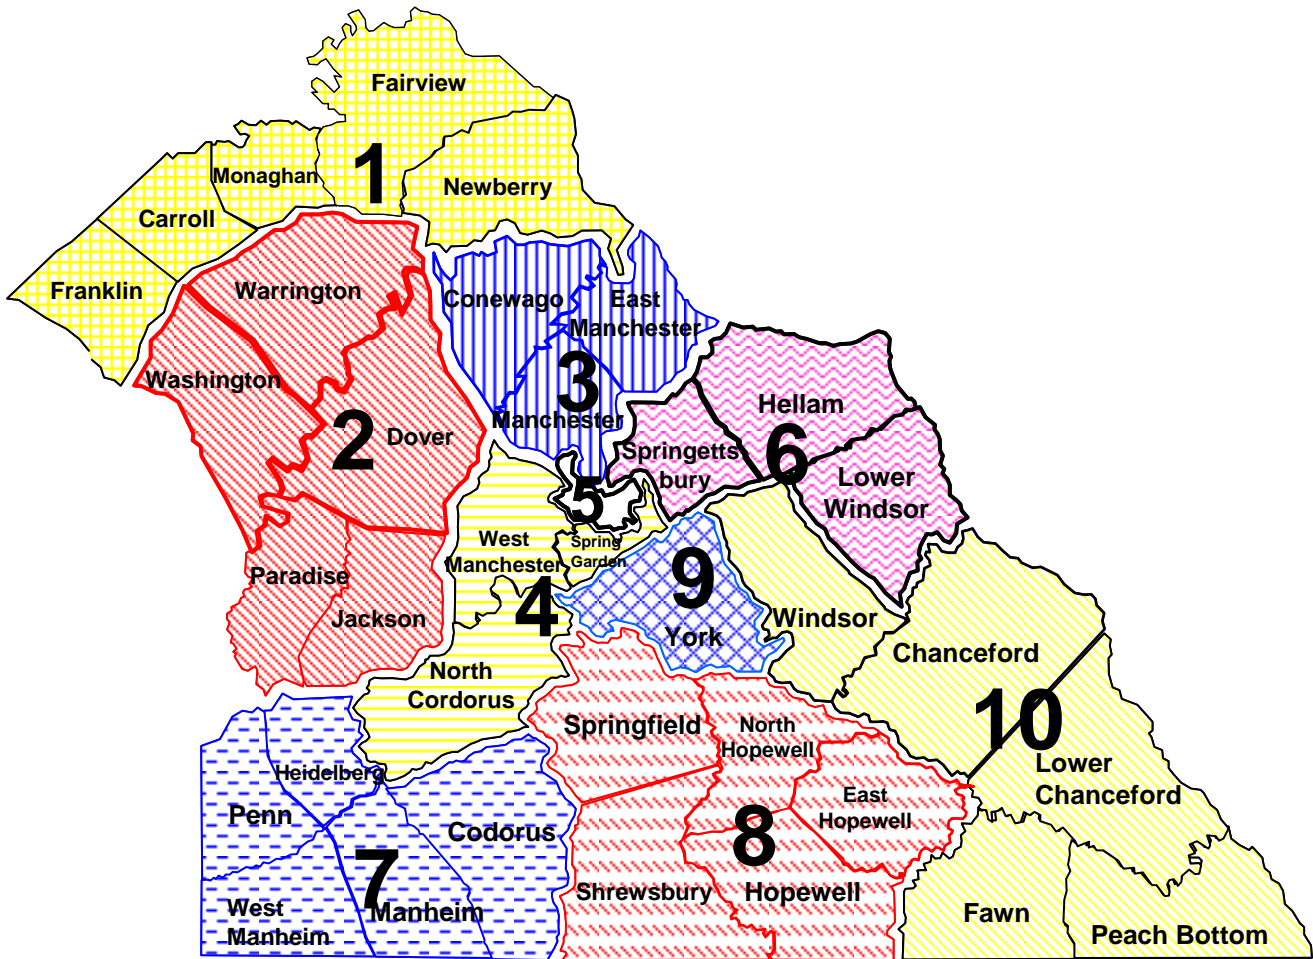 Fairview
1
Monaghan
Newberry
Carroll
Franklin
Warrington
Conewago
East
Manchester
Washington
3
Manchester
2
Dover
Hellam
6
Springetts
bury
Lower
Windsor
5
West
Manchester
Spring
Garden
4
9
Paradise
Jackson
Windsor
York
Chanceford
North
Cordorus
10
Springfield
North
Hopewell
Lower
Chanceford
Heidelberg
Penn
East
Hopewell
Codorus
8
7
Shrewsbury
Hopewell
West
Manheim
Manheim
Fawn
Peach Bottom